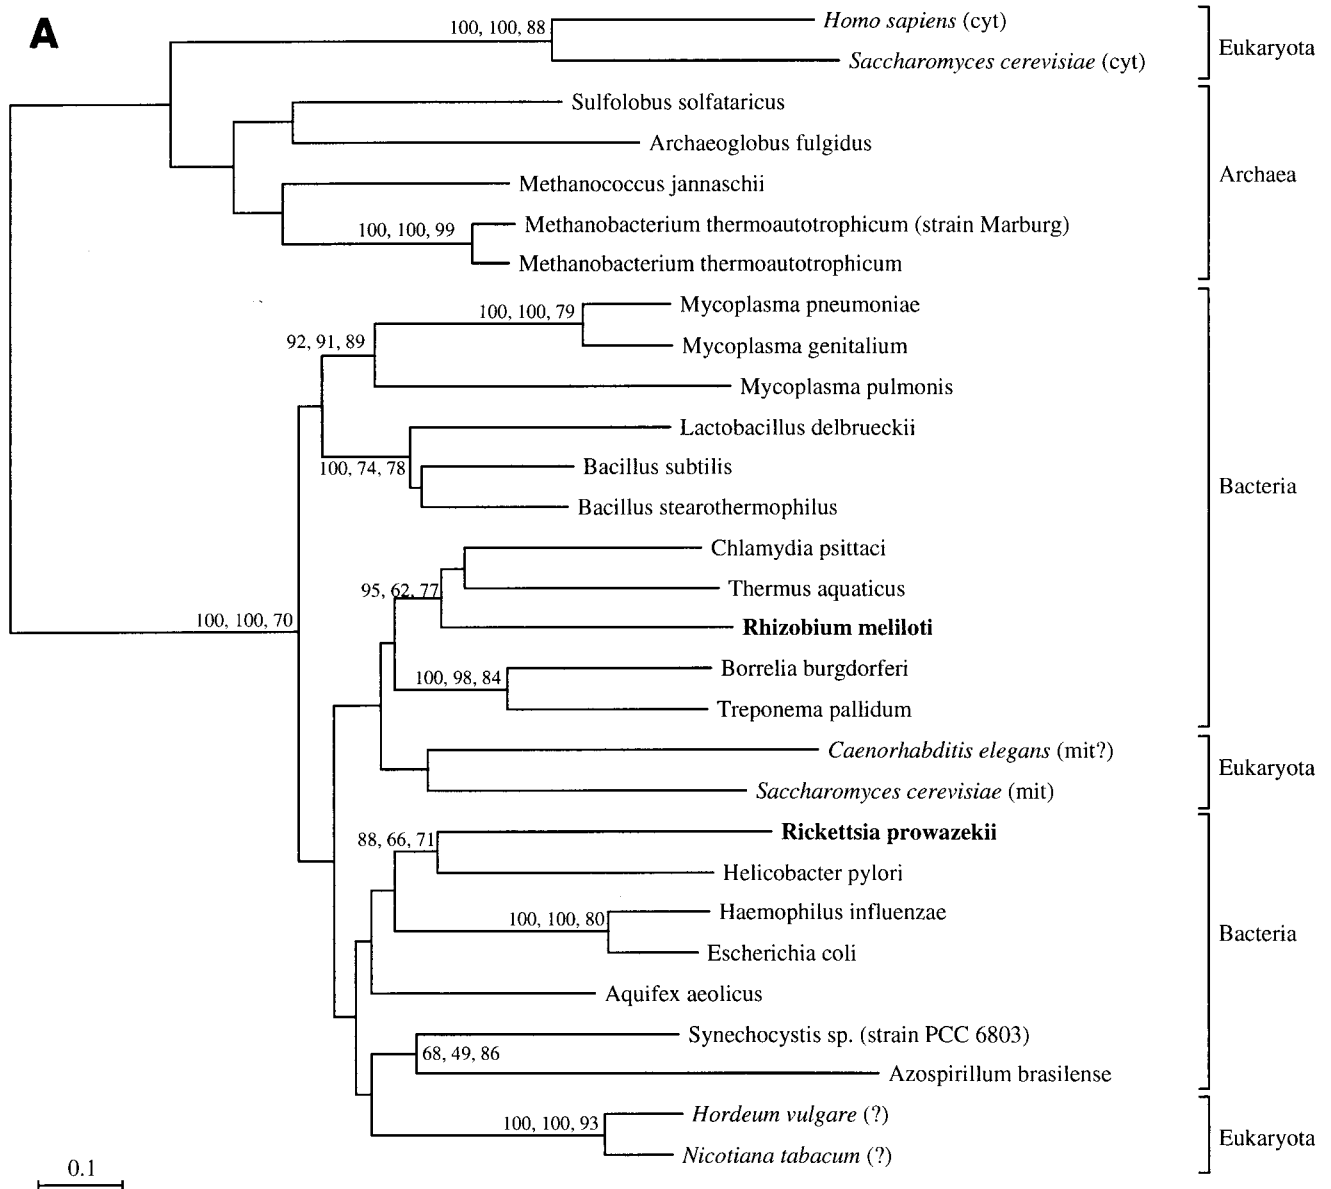 A
100, 100, 88
Homo sapiens (cyt)
Saccharomyces cerevisiae (cyt)
Eukaryota
Sulfolobus solfataricus
Archaeoglobus fulgidus
Methanococcus jannaschii
Archaea
100, 100, 99
Methanobacterium thermoautotrophicum (strain Marburg)
Methanobacterium thermoautotrophicum
100, 100, 79
Mycoplasma pneumoniae
92, 91, 89
Mycoplasma genitalium
Mycoplasma pulmonis
Lactobacillus delbrueckii
100, 74, 78
Bacillus subtilis
Bacteria
Bacillus stearothermophilus
Chlamydia psittaci
95, 62, 77
Thermus aquaticus
100, 100, 70
Rhizobium meliloti
100, 98, 84
Borrelia burgdorferi
Treponema pallidum
Caenorhabditis elegans (mit?)
Eukaryota
Saccharomyces cerevisiae (mit)
88, 66, 71
Rickettsia prowazekii
Helicobacter pylori
100, 100, 80
Haemophilus influenzae
Bacteria
Escherichia coli
Aquifex aeolicus
Synechocystis sp. (strain PCC 6803)
68, 49, 86
Azospirillum brasilense
100, 100, 93
Hordeum vulgare (?)
Eukaryota
Nicotiana tabacum (?)
0.1